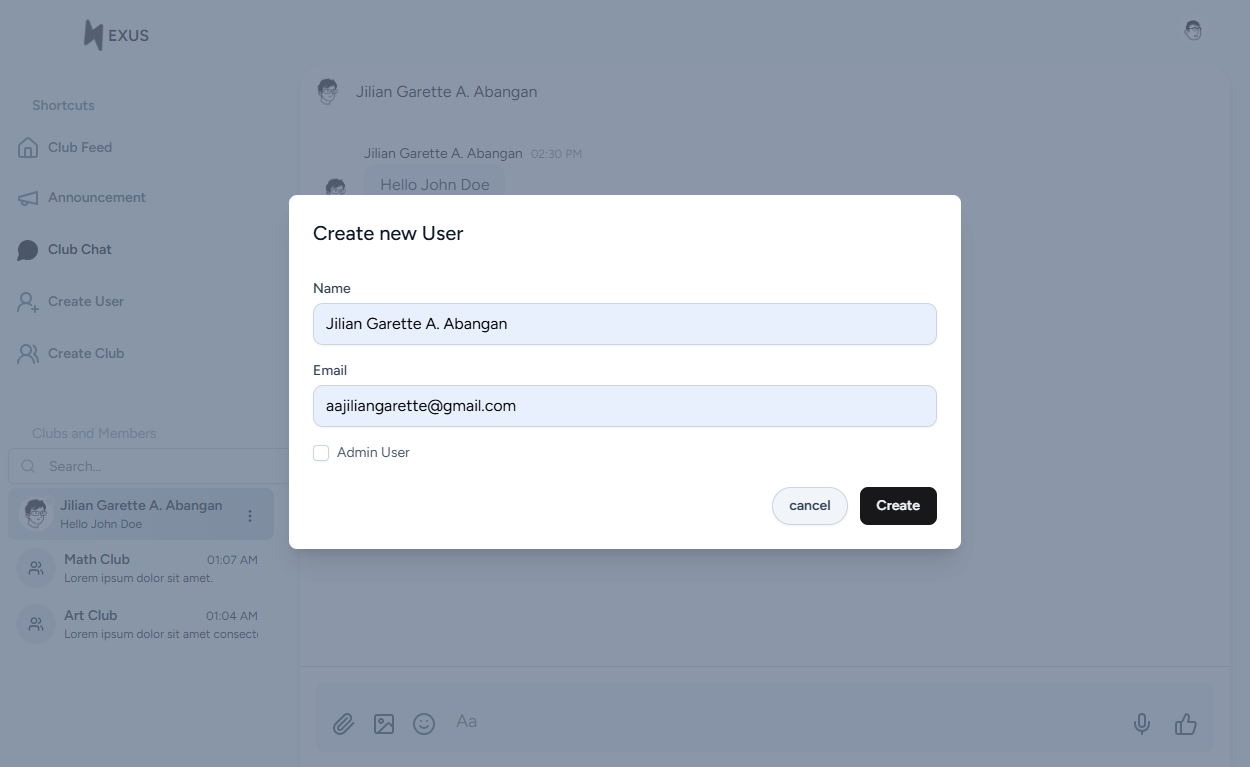 EXUS
Shortcuts
Club Feed
Announcement
Club Chat
Create User
Create Club
Clubs and Members
Search...
Jilian Garette A. Abangan
Hello John Doe
Math Club 01:07 AM
Lorem ipsum dolor sit amet.
Art Club 01:04 AM
Lorem ipsum dolor sit amet consect
Jilian Garette A. Abangan
Jilian Garette A. Abangan 02:30 PM
Hello John Doe
Create new User
Name
Jilian Garette A. Abangan
Email
aajiliangarette@gmail.com
Admin User
cancel Create
Aa